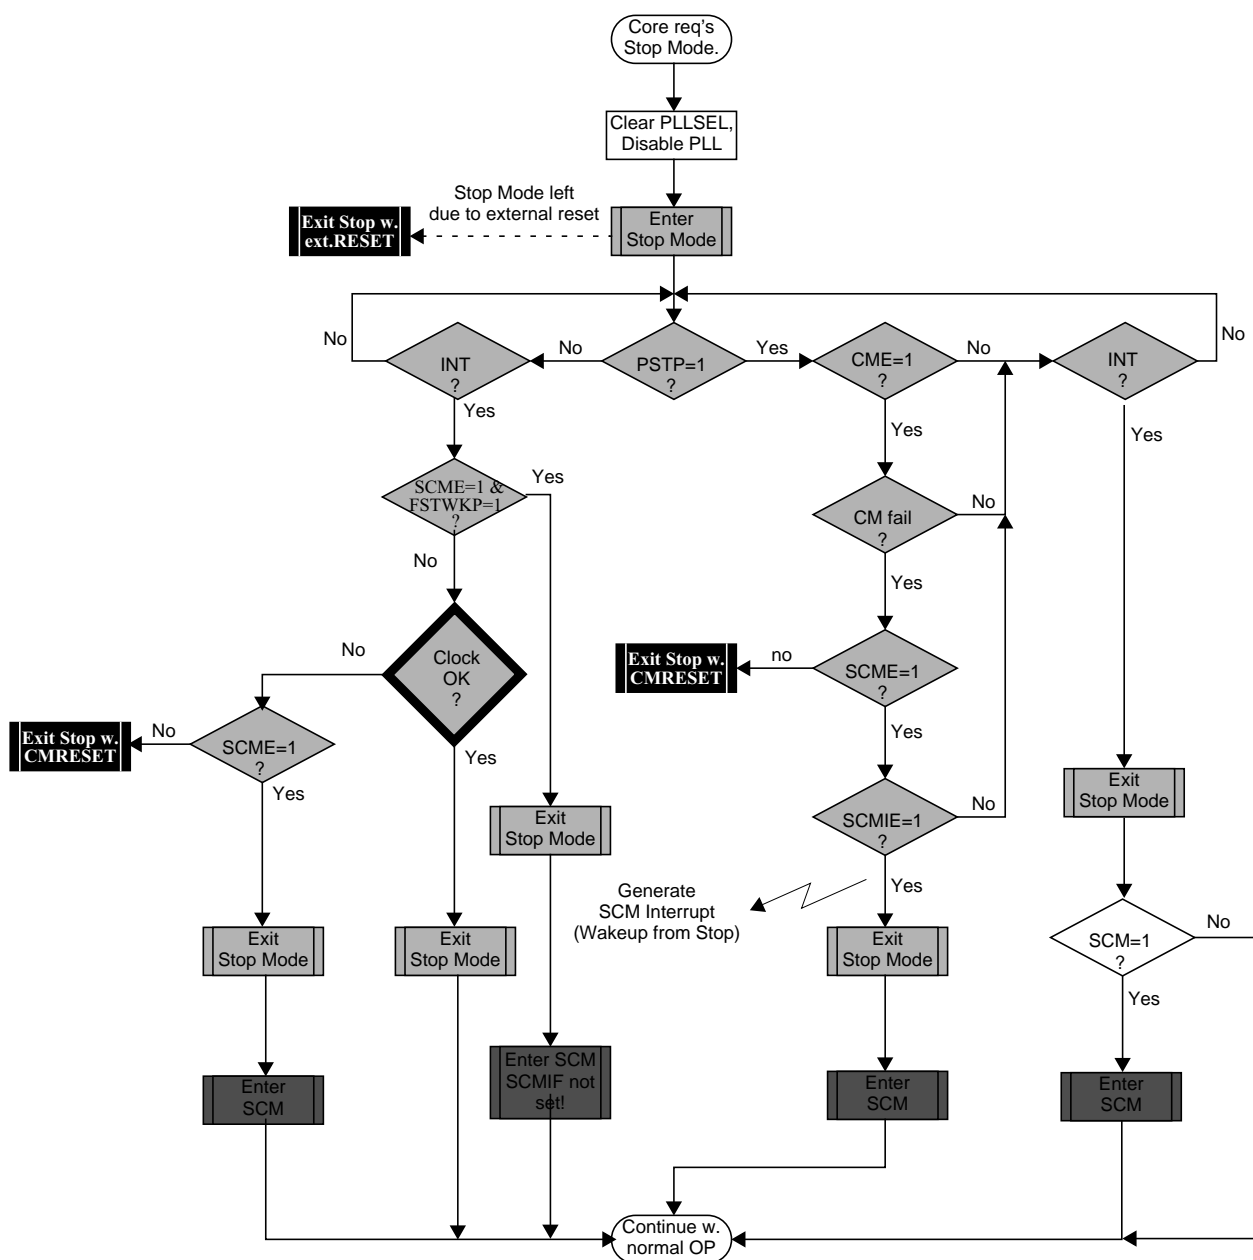 Core req's
Stop Mode.
Clear PLLSEL,
Disable PLL
Stop Mode left
due to external reset
Exit Stop w.
ext.RESET
Enter
Stop Mode
No
INT
?
No
PSTP=1
?
Yes
CME=1
?
No
INT
?
No
Yes
Yes
Yes
SCME=1 &
FSTWKP=1
?
Yes
No
CM fail
?
No
Yes
No
Clock
OK
?
Exit Stop w.
CMRESET
no
SCME=1
?
Yes
Exit Stop w.
CMRESET
No
SCME=1
?
Yes
Yes
Exit
Stop Mode
SCMIE=1
?
No
Exit
Stop Mode
Generate
SCM Interrupt
(Wakeup from Stop)
Yes
Exit
Stop Mode
Exit
Stop Mode
Exit
Stop Mode
SCM=1
?
No
Yes
Enter
SCM
Enter SCM
SCMIF not
set!
Enter
SCM
Enter
SCM
Continue w.
normal OP